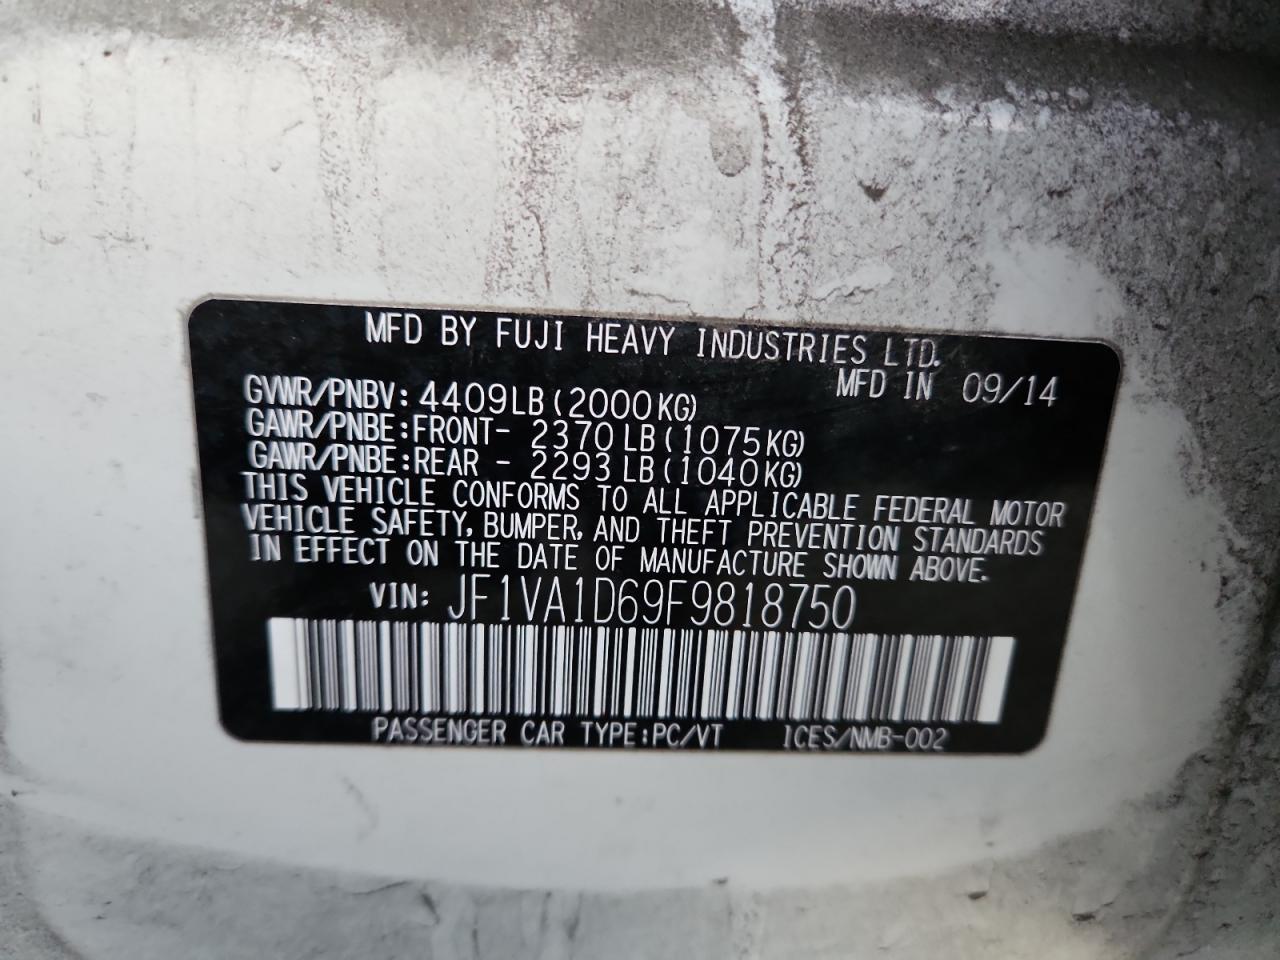 MFD BY FUJI HEAVY INDUSTRIES LTD.
MFD IN 09/14
GVWR/PNBV: 4409LB(2000KG)
GAWR/PNBE:FRONT- 2370LB(1075KG)
GAWR/PNBE:REAR - 2293LB(1040KG)
THIS VEHICLE CONFORMS TO ALL APPLICABLE FEDERAL MOTOR
VEHICLE SAFETY, BUMPER, AND THEFT PREVENTION STANDARDS
IN EFFECT ON THE DATE OF MANUFACTURE SHOWN ABOVE.
VIN: JF1VA1D69F9818750
PASSENGER CAR TYPE:PC/VT ICES/NMB-002